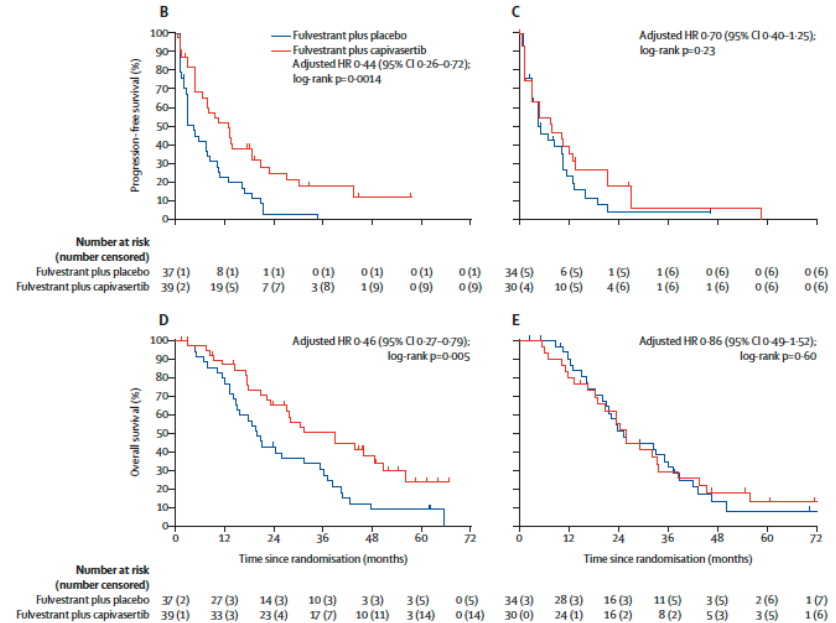 B
Fulvestrant plus placebo
Fulvestrant plus capivasertib
Adjusted HR 0·44 (95% CI 0·26–0·72);
log-rank p=0·0014
Progression-free survival (%)
100
90
80
70
60
50
40
30
20
10
0
C
Adjusted HR 0·70 (95% CI 0·40–1·25);
log-rank p=0·23
Number at risk
(number censored)
Fulvestrant plus placebo 37 (1) 8 (1) 1 (1) 0 (1) 0 (1) 0 (1) 0 (1) 34 (5) 6 (5) 1 (5) 1 (6) 0 (6) 0 (6) 0 (6)
Fulvestrant plus capivasertib 39 (2) 19 (5) 7 (7) 3 (8) 1 (9) 0 (9) 0 (9) 30 (4) 10 (5) 4 (6) 1 (6) 1 (6) 0 (6) 0 (6)
D
Adjusted HR 0·46 (95% CI 0·27–0·79);
log-rank p=0·005
Overall survival (%)
100
90
80
70
60
50
40
30
20
10
0
0 12 24 36 48 60 72
Time since randomisation (months)
E
Adjusted HR 0·86 (95% CI 0·49–1·52);
log-rank p=0·60
0 12 24 36 48 60 72
Time since randomisation (months)
Number at risk
(number censored)
Fulvestrant plus placebo 37 (2) 27 (3) 14 (3) 10 (3) 3 (3) 3 (5) 0 (5) 34 (3) 28 (3) 16 (3) 11 (5) 3 (5) 2 (6) 1 (7)
Fulvestrant plus capivasertib 39 (1) 33 (3) 23 (4) 17 (7) 10 (11) 3 (14) 0 (14) 30 (0) 24 (1) 16 (2) 8 (2) 5 (3) 3 (5) 1 (6)